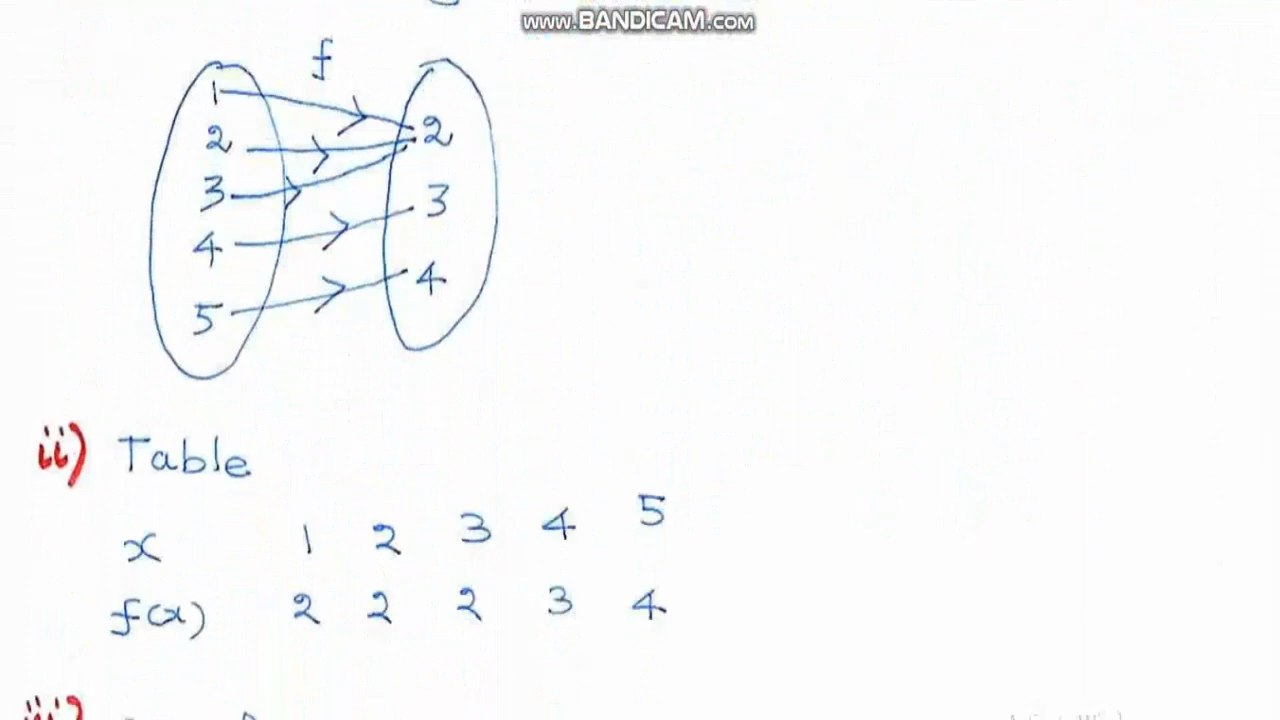 WWW.BANDICAM.COM
f
1
2 2
3 3
4
5 4
ii) Table
x 1 2 3 4 5
f(x) 2 2 2 3 4
iii)